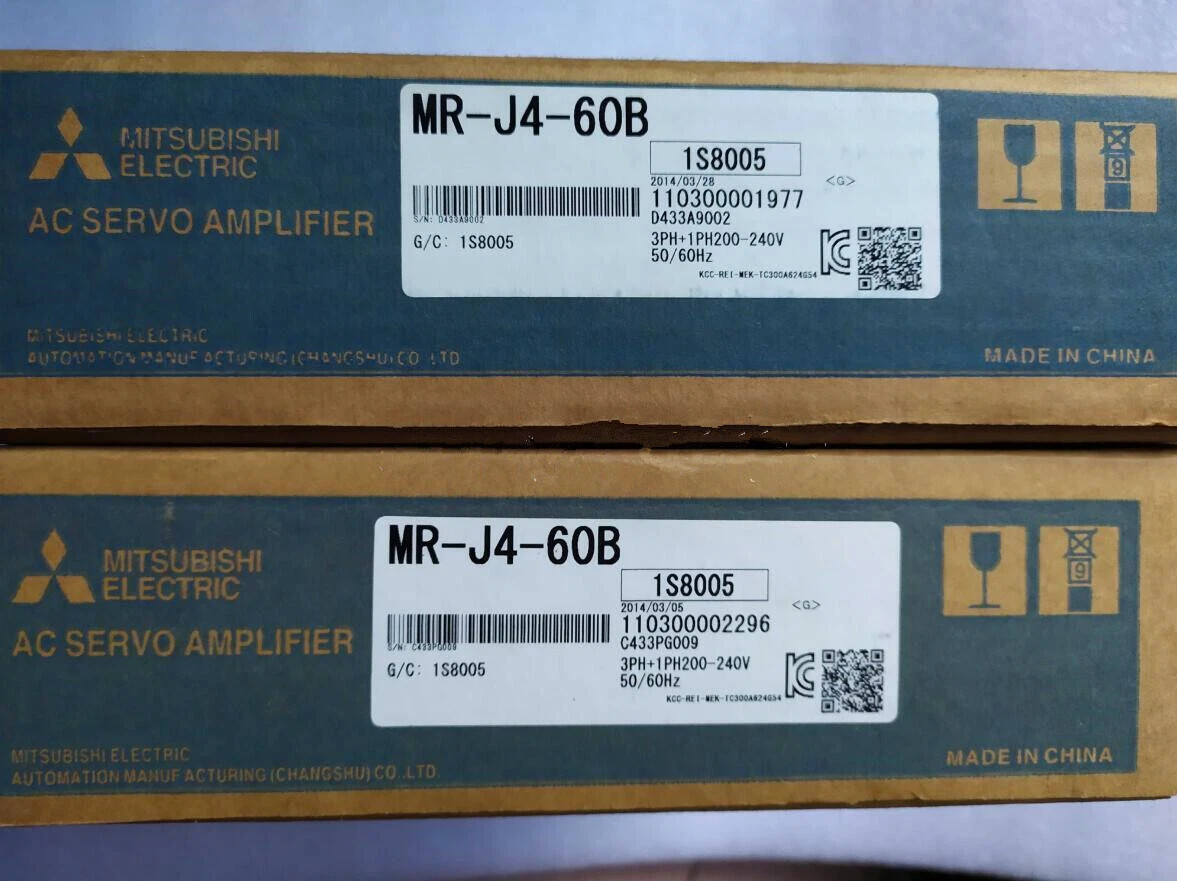 MITSUBISHI
ELECTRIC
AC SERVO AMPLIFIER
MITSUBISHI ELECTRIC
AUTOMATION MANUFACTURING (CHANGSHU) CO.,LTD.
MR-J4-60B
1S8005
2014/03/28
<G>
110300001977
S/N: D433A9002
D433A9002
G/C: 1S8005
3PH+1PH200-240V
50/60Hz
KCC-REI-MEK-TC300A624G54
9
MADE IN CHINA
MITSUBISHI
ELECTRIC
AC SERVO AMPLIFIER
MITSUBISHI ELECTRIC
AUTOMATION MANUFACTURING (CHANGSHU) CO.,LTD.
MR-J4-60B
1S8005
2014/03/05
<G>
110300002296
S/N: C433PG009
C433PG009
G/C: 1S8005
3PH+1PH200-240V
50/60Hz
KCC-REI-MEK-TC300A624G54
9
MADE IN CHINA